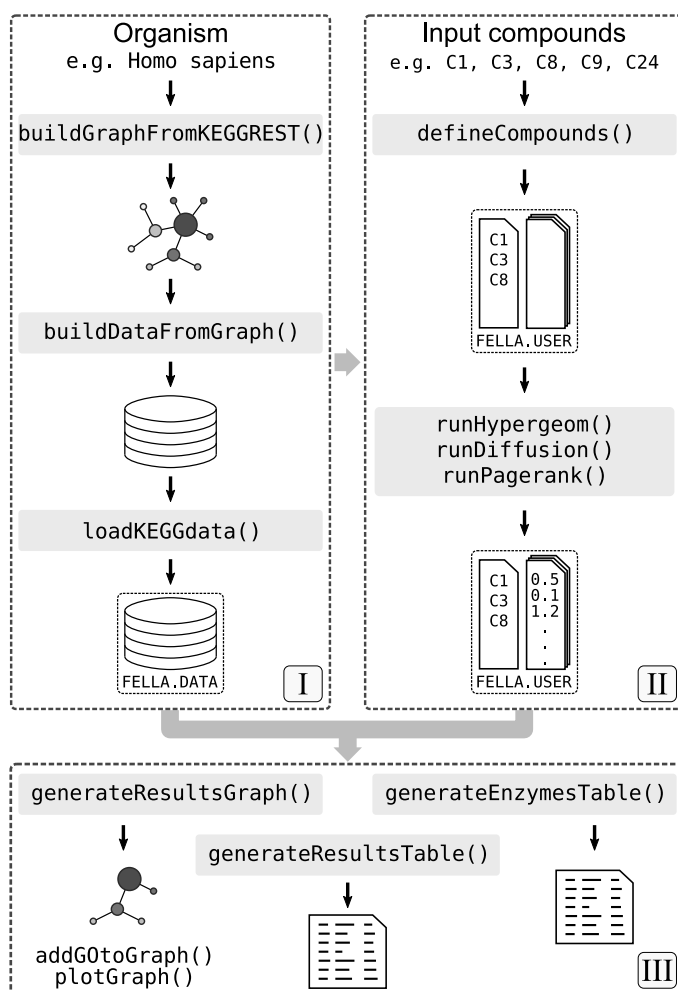 Organism
e.g. Homo sapiens
buildGraphFromKEGGREST()
buildDataFromGraph()
loadKEGGdata()
FELLA.DATA
I
Input compounds
e.g. C1, C3, C8, C9, C24
defineCompounds()
C1
C3
C8
FELLA.USER
runHypergeom()
runDiffusion()
runPagerank()
C1
C3
C8
0.5
0.1
1.2
.
.
.
FELLA.USER
II
generateResultsGraph()
addGOtoGraph()
plotGraph()
generateResultsTable()
generateEnzymesTable()
III